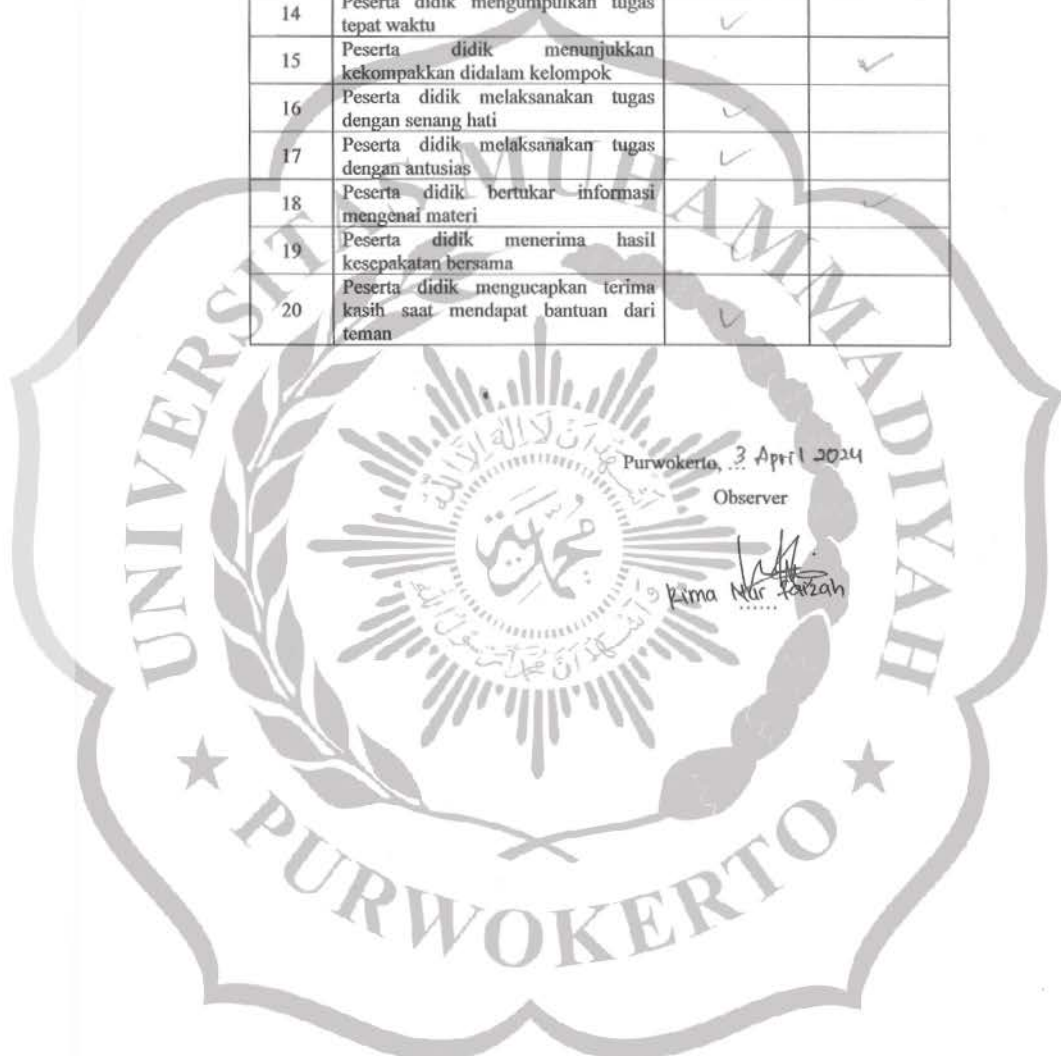 14 Peserta didik mengumpulkan tugas
tepat waktu ✓
15 Peserta didik menunjukkan
kekompakkan didalam kelompok ✓
16 Peserta didik melaksanakan tugas
dengan senang hati ✓
17 Peserta didik melaksanakan tugas
dengan antusias ✓
18 Peserta didik bertukar informasi
mengenai materi ✓
19 Peserta didik menerima hasil
kesepakatan bersama ✓
20 Peserta didik mengucapkan terima
kasih saat mendapat bantuan dari
teman ✓
Purwokerto, ... 3 April 2024
Observer
Rima Nur Faizah
......
UNIVERSITAS MUHAMMADIYAH
★ PURWOKERTO ★